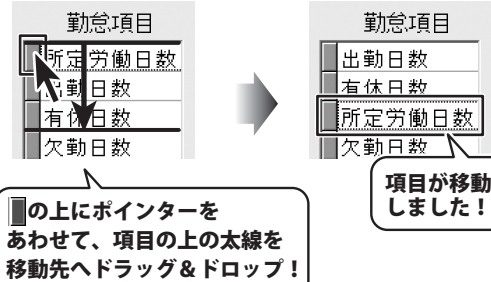 勤怠項目
所定労働日数
出勤日数
有休日数
欠勤日数
の上にポインターを
あわせて、項目の上の太線を
移動先へドラッグ＆ドロップ！
勤怠項目
出勤日数
有休日数
所定労働日数
欠勤日数
項目が移動
しました！